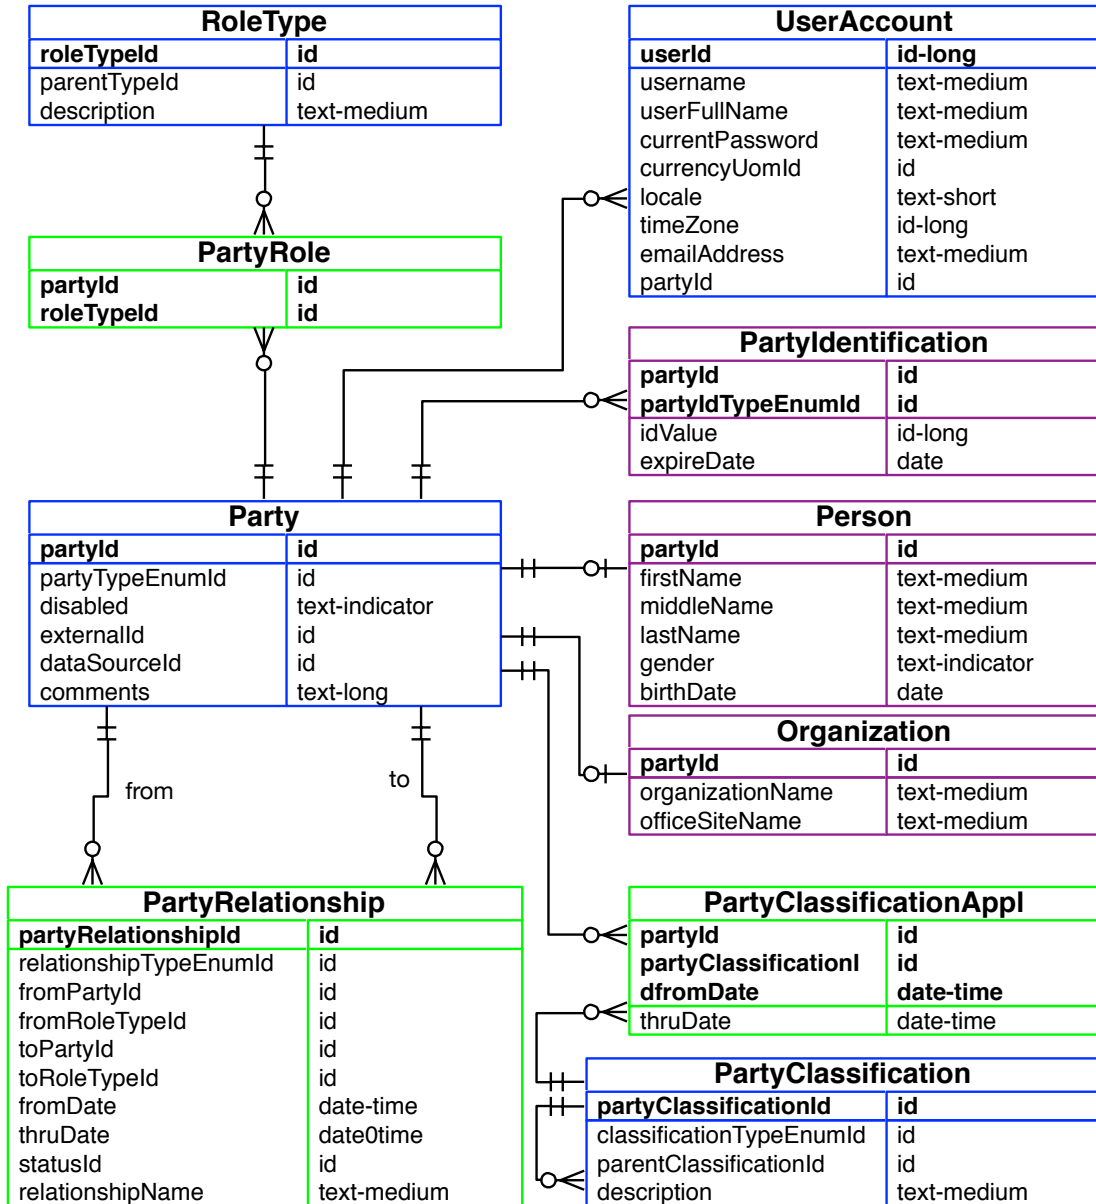 RoleType
roleTypeId id
parentTypeId id
description text-medium
PartyRole
partyId id
roleTypeId id
Party
partyId id
partyTypeEnumId id
disabled text-indicator
externalId id
dataSourceId id
comments text-long
from
to
PartyRelationship
partyRelationshipId id
relationshipTypeEnumId id
fromPartyId id
fromRoleTypeId id
toPartyId id
toRoleTypeId id
fromDate date-time
thruDate date0time
statusId id
relationshipName text-medium
UserAccount
userId id-long
username text-medium
userFullName text-medium
currentPassword text-medium
currencyUomId id
locale text-short
timeZone id-long
emailAddress text-medium
partyId id
PartyIdentification
partyId id
partyIdTypeEnumId id
idValue id-long
expireDate date
Person
partyId id
firstName text-medium
middleName text-medium
lastName text-medium
gender text-indicator
birthDate date
Organization
partyId id
organizationName text-medium
officeSiteName text-medium
PartyClassificationAppl
partyId id
partyClassificationI id
dfromDate date-time
thruDate date-time
PartyClassification
partyClassificationId id
classificationTypeEnumId id
parentClassificationId id
description text-medium